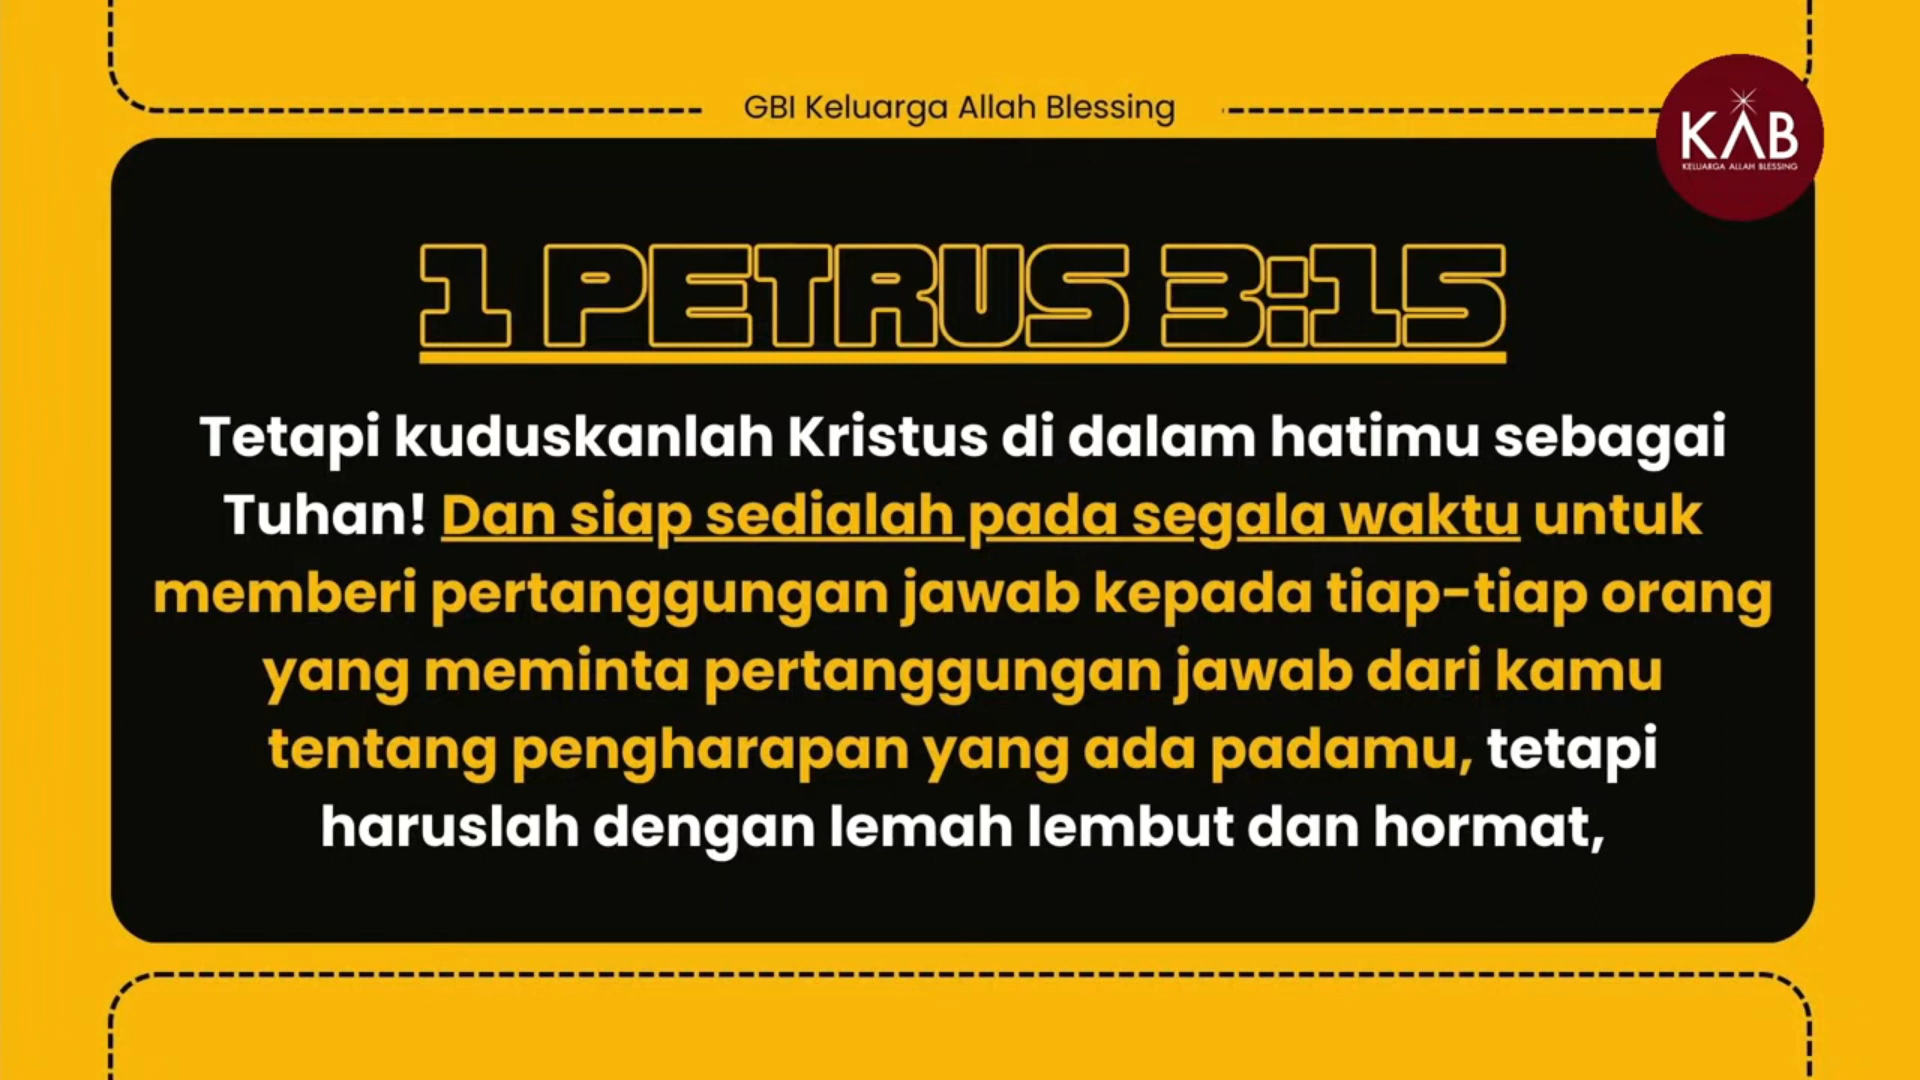 GBI Keluarga Allah Blessing
KAB
KELUARGA ALLAH BLESSING
1 PETRUS 3:15
Tetapi kuduskanlah Kristus di dalam hatimu sebagai
Tuhan! Dan siap sedialah pada segala waktu untuk
memberi pertanggungan jawab kepada tiap-tiap orang
yang meminta pertanggungan jawab dari kamu
tentang pengharapan yang ada padamu, tetapi
haruslah dengan lemah lembut dan hormat,